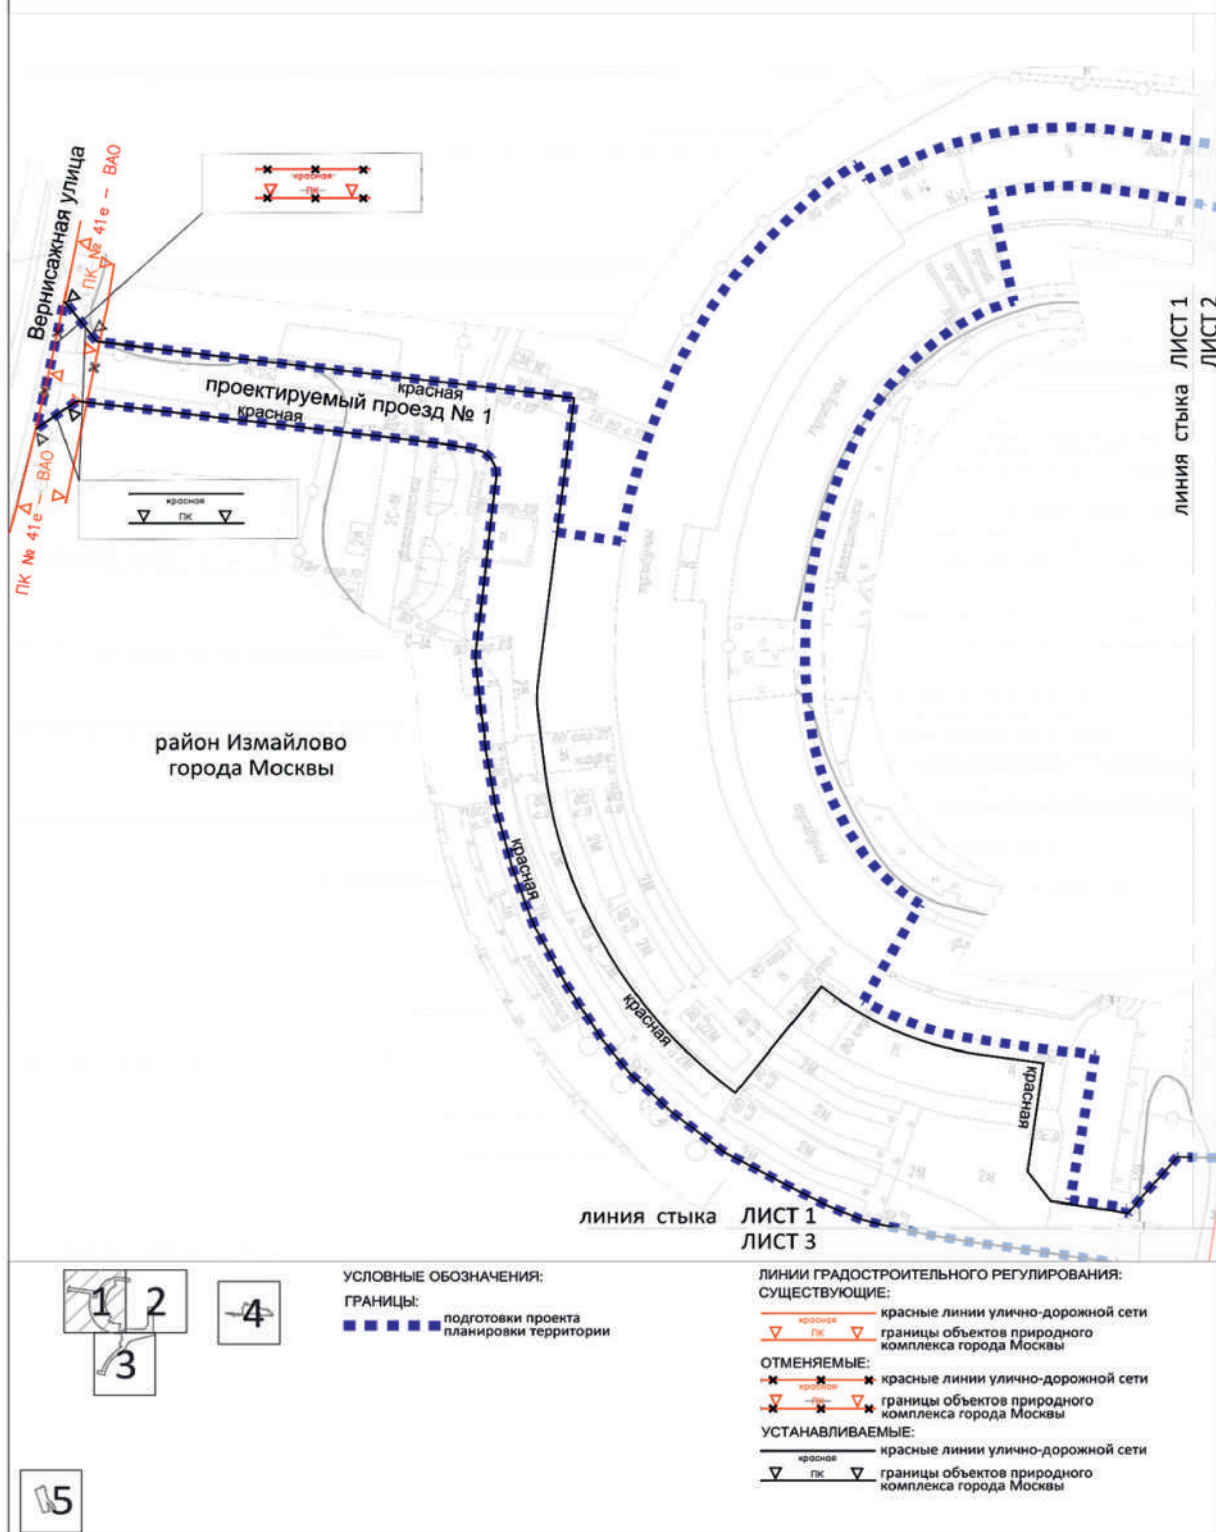 Вернисажная улица
ПК № 41е — ВАО
красная
ПК
проектируемый проезд № 1
красная
красная
красная
ПК
ПК № 41е — ВАО
линия стыка ЛИСТ 1
ЛИСТ 2
район Измайлово
города Москвы
красная
красная
красная
линия стыка ЛИСТ 1
ЛИСТ 3
1
2
3
4
5
УСЛОВНЫЕ ОБОЗНАЧЕНИЯ:
ГРАНИЦЫ:
подготовки проекта
планировки территории
ЛИНИИ ГРАДОСТРОИТЕЛЬНОГО РЕГУЛИРОВАНИЯ:
СУЩЕСТВУЮЩИЕ:
красная
красные линии улично-дорожной сети
ПК
границы объектов природного
комплекса города Москвы
ОТМЕНЯЕМЫЕ:
красная
красные линии улично-дорожной сети
ПК
границы объектов природного
комплекса города Москвы
УСТАНАВЛИВАЕМЫЕ:
красная
красные линии улично-дорожной сети
ПК
границы объектов природного
комплекса города Москвы